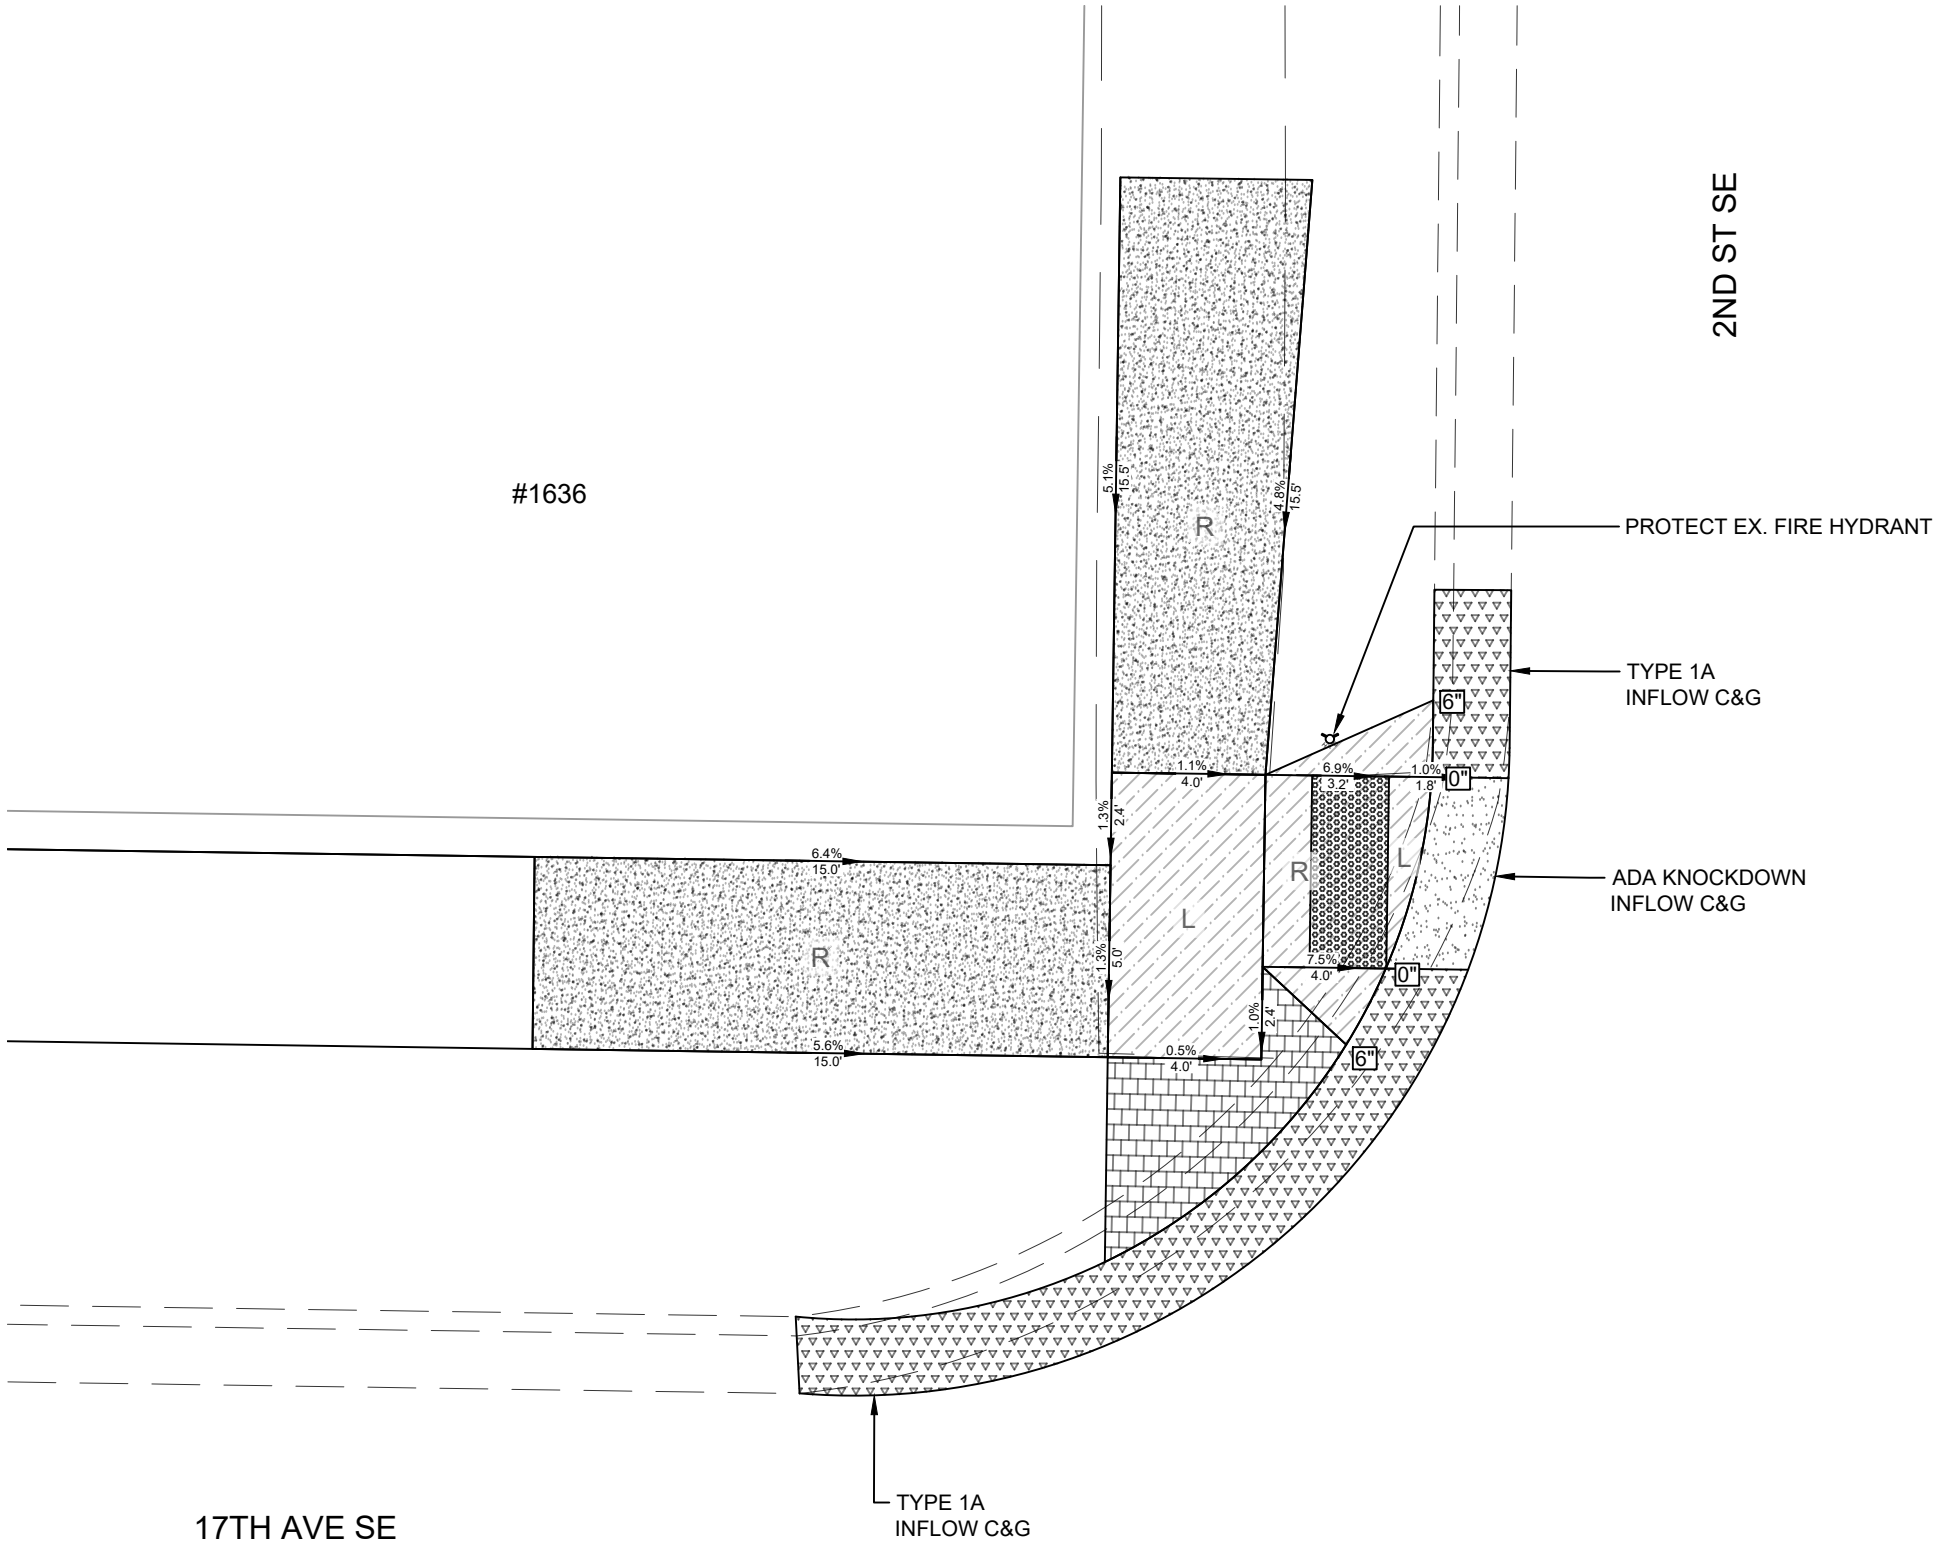 2ND ST SE
#1636
5.1%
15.5'
4.8%
15.5'
R
PROTECT EX. FIRE HYDRANT
TYPE 1A
INFLOW C&G
6"
1.1%
4.0'
6.9%
3.2'
1.0%
1.8'
0"
1.3%
2.4'
6.4%
15.0'
R
L
ADA KNOCKDOWN
INFLOW C&G
L
R
1.3%
5.0'
7.5%
4.0'
0"
1.0%
2.4'
5.6%
15.0'
0.5%
4.0'
6"
TYPE 1A
INFLOW C&G
17TH AVE SE